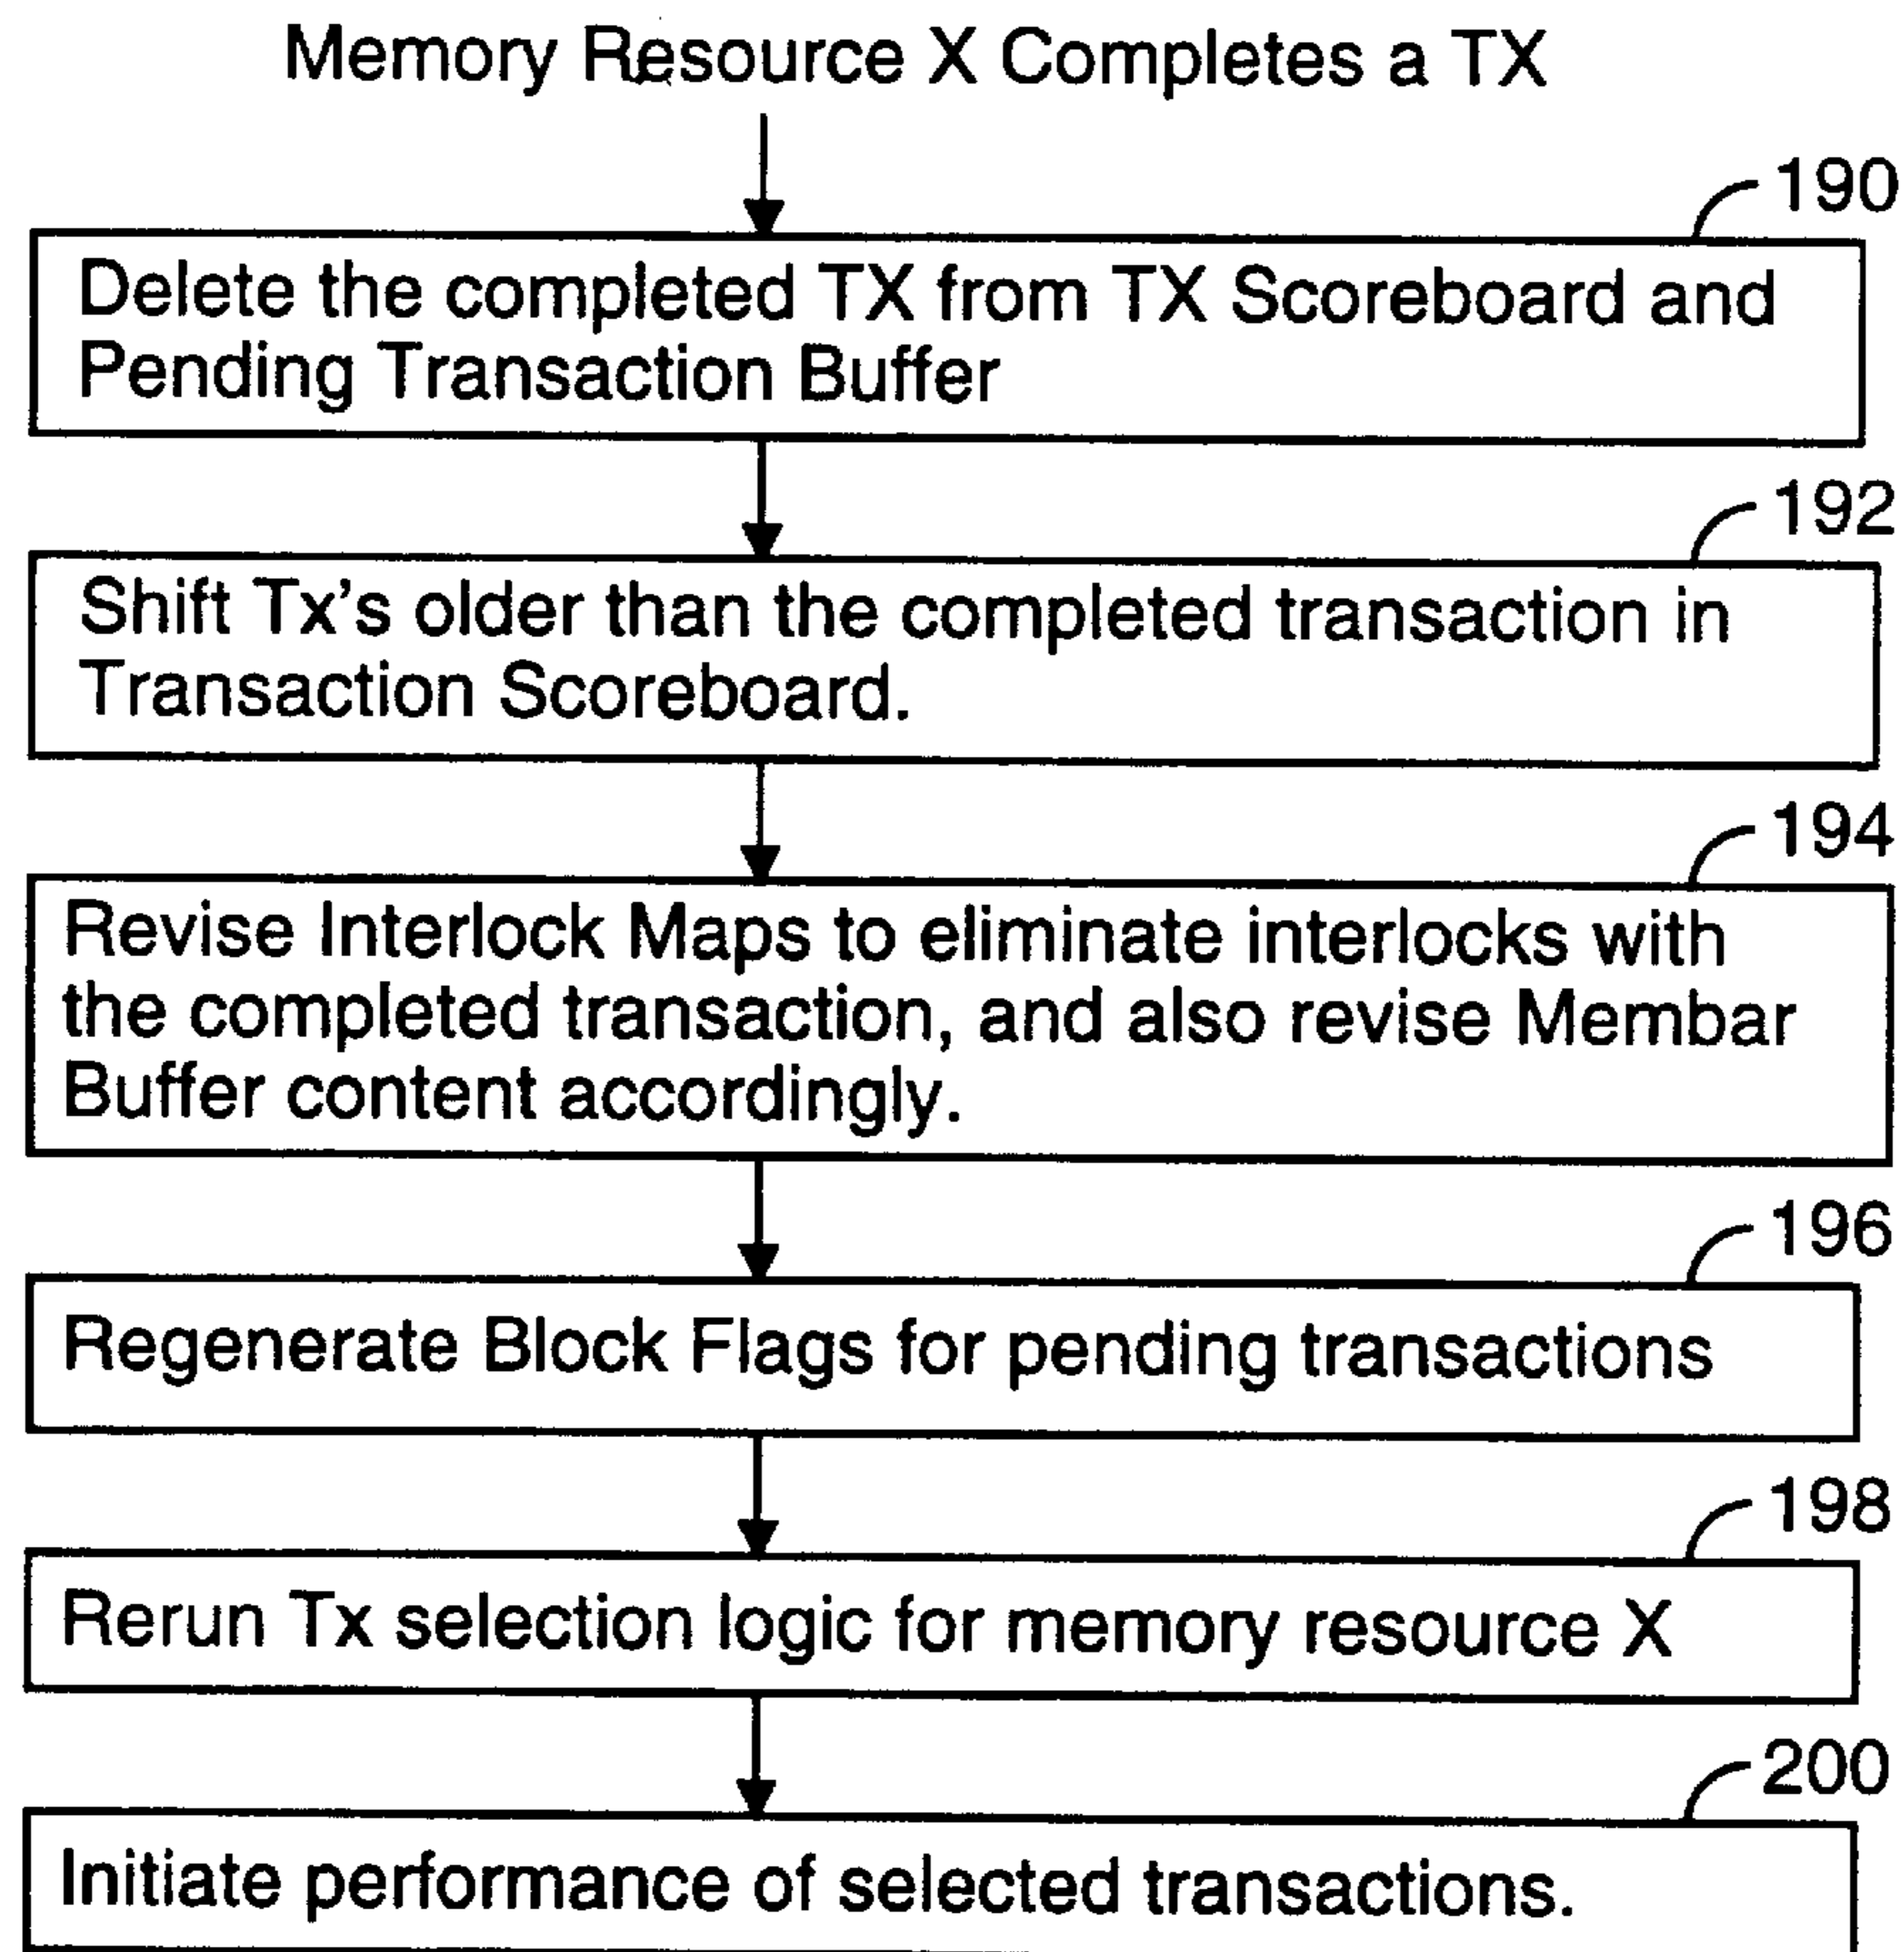 Memory Resource X Completes a TX
190
Delete the completed TX from TX Scoreboard and
Pending Transaction Buffer
192
Shift Tx's older than the completed transaction in
Transaction Scoreboard.
194
Revise Interlock Maps to eliminate interlocks with
the completed transaction, and also revise Membar
Buffer content accordingly.
196
Regenerate Block Flags for pending transactions
198
Rerun Tx selection logic for memory resource X
200
Initiate performance of selected transactions.